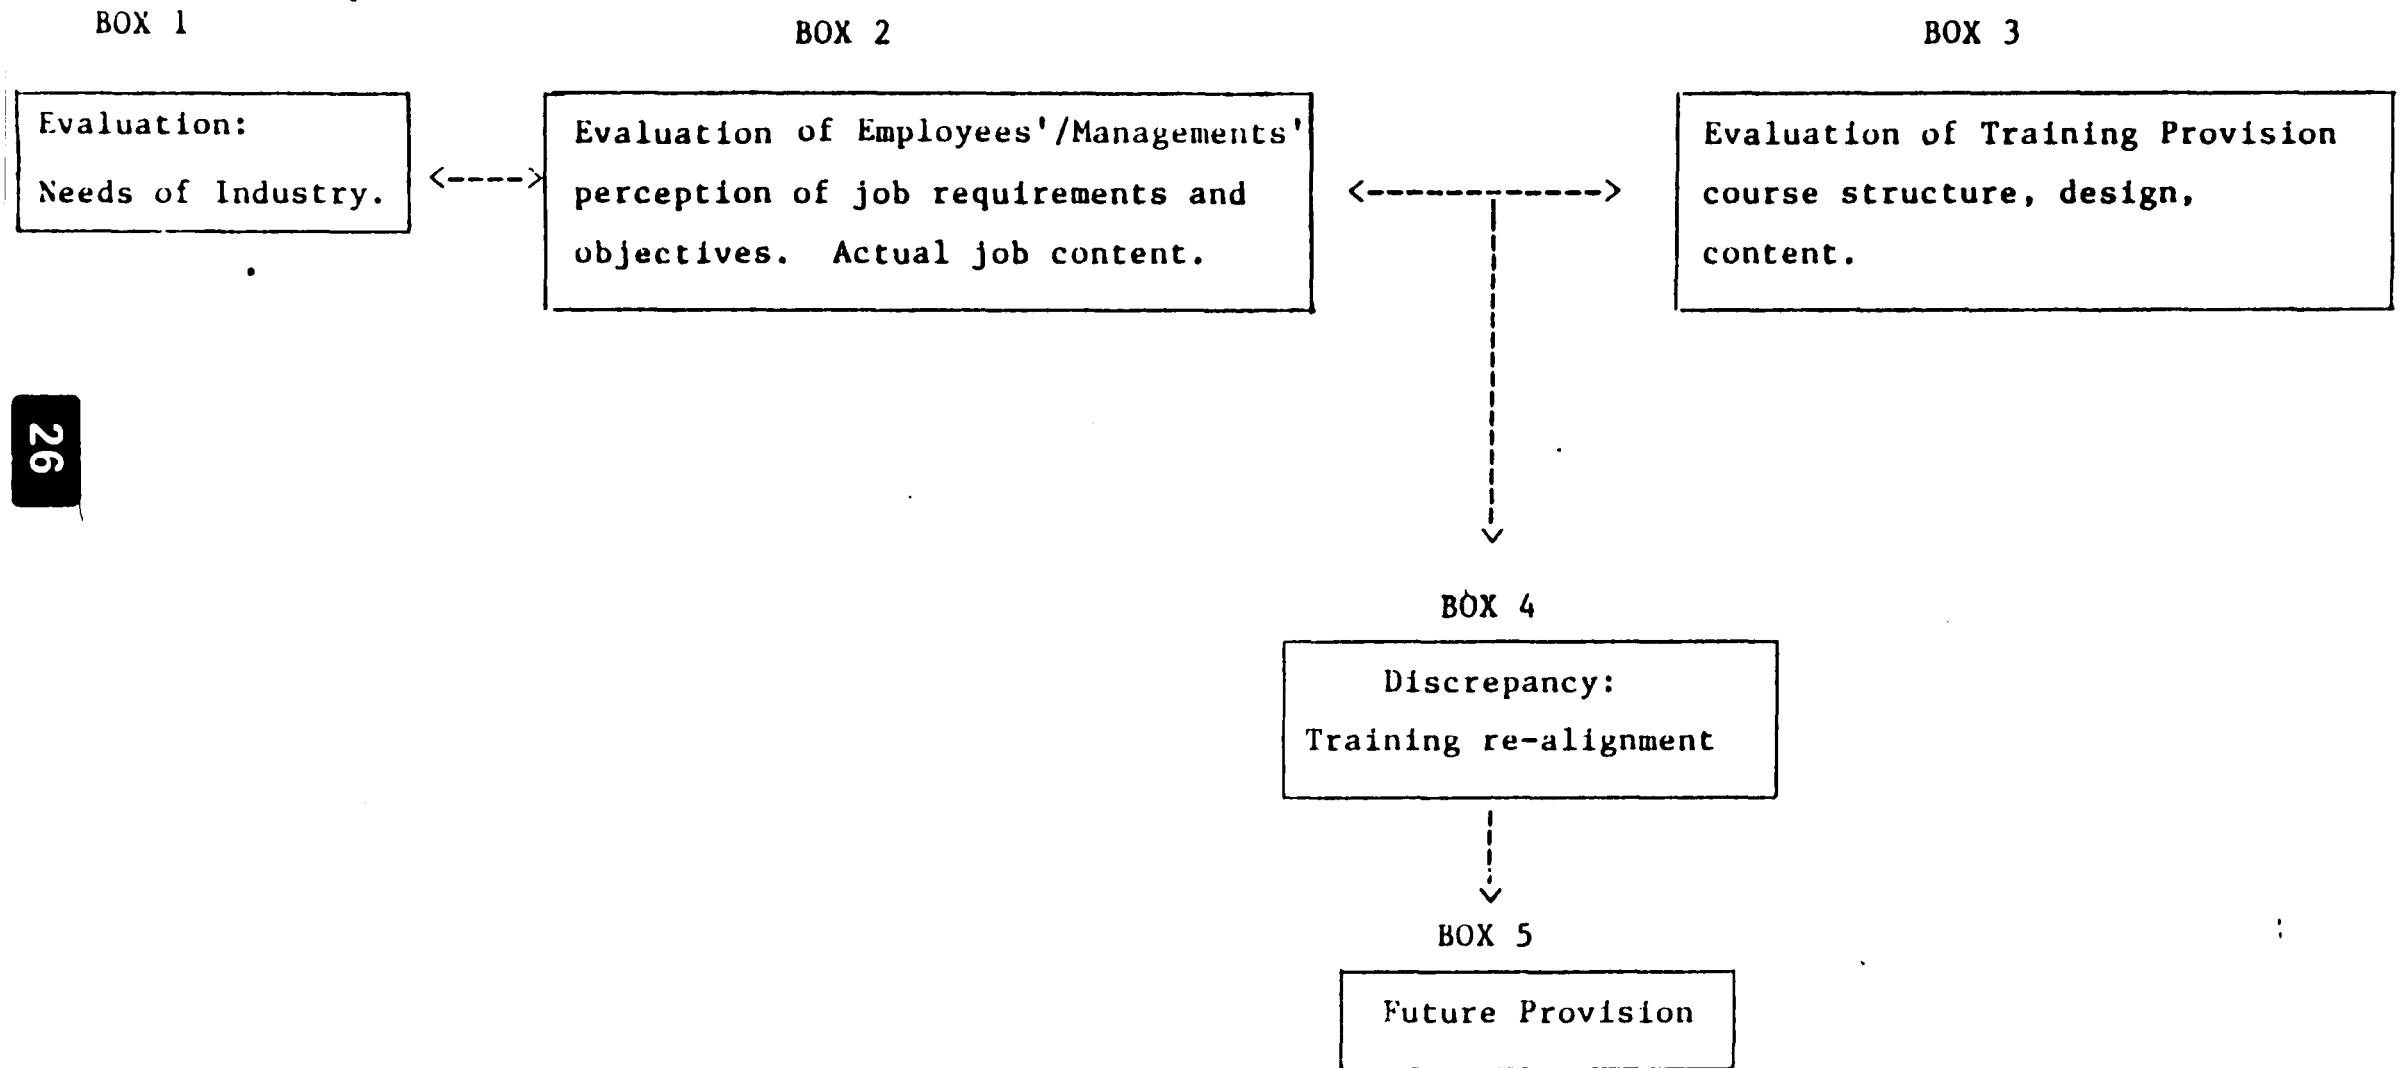 BOX 1
BOX 2
BOX 3
Evaluation:
Needs of Industry.
Evaluation of Employees'/Managements'
perception of job requirements and
objectives. Actual job content.
Evaluation of Training Provision
course structure, design,
content.
26
BOX 4
Discrepancy:
Training re-alignment
BOX 5
Future Provision